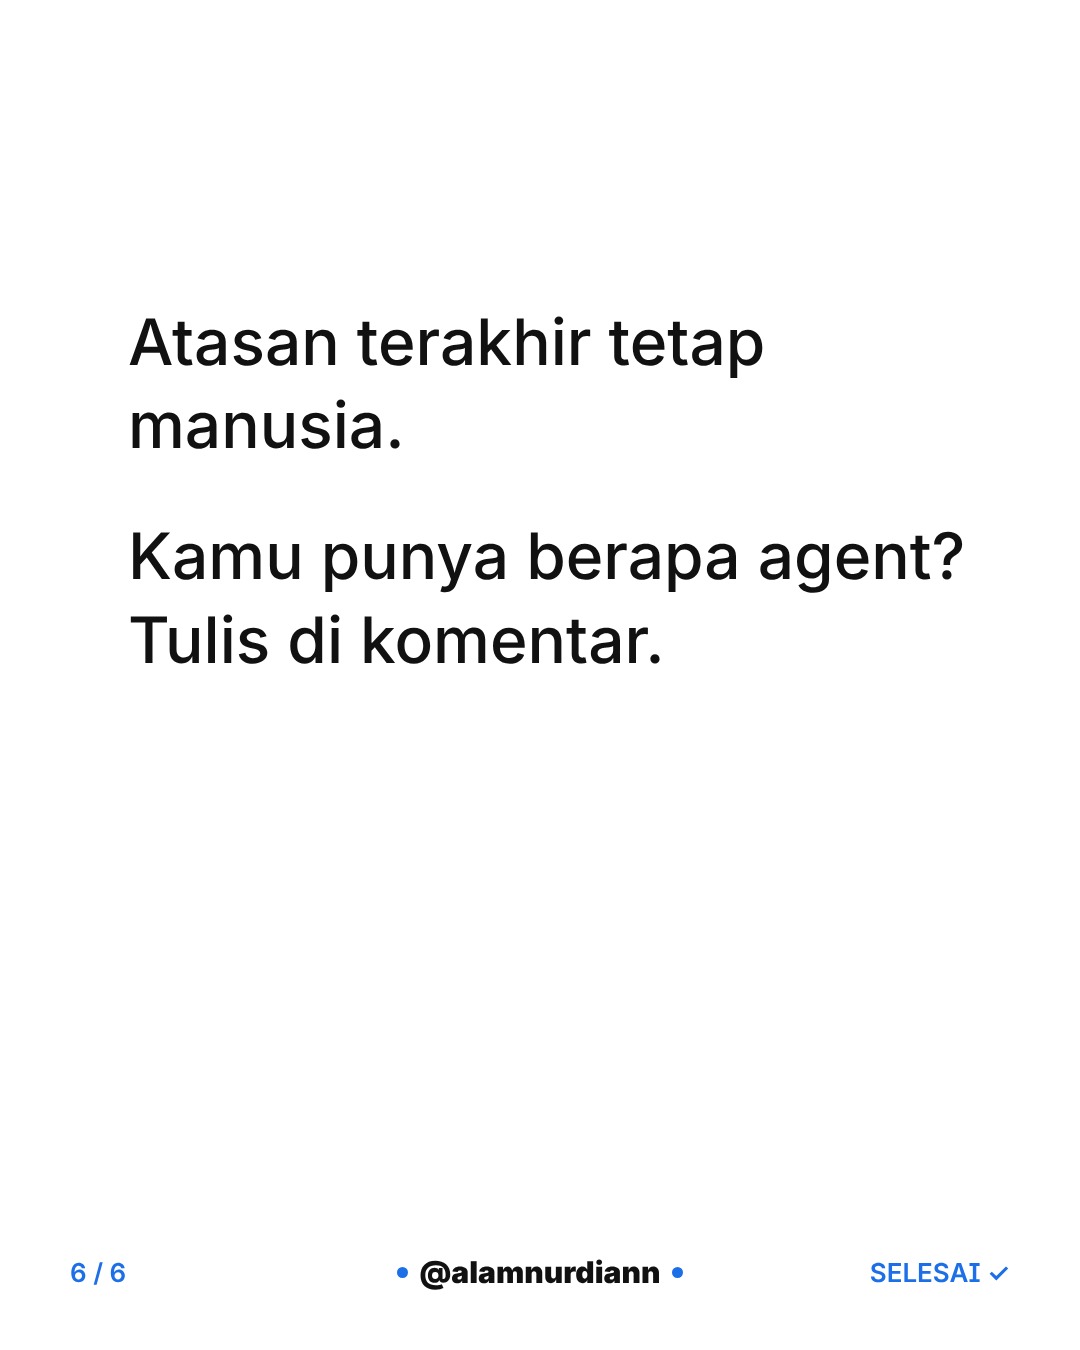 Atasan terakhir tetap
manusia.
Kamu punya berapa agent?
Tulis di komentar.
6 / 6
• @alamnurdiann •
SELESAI ✓